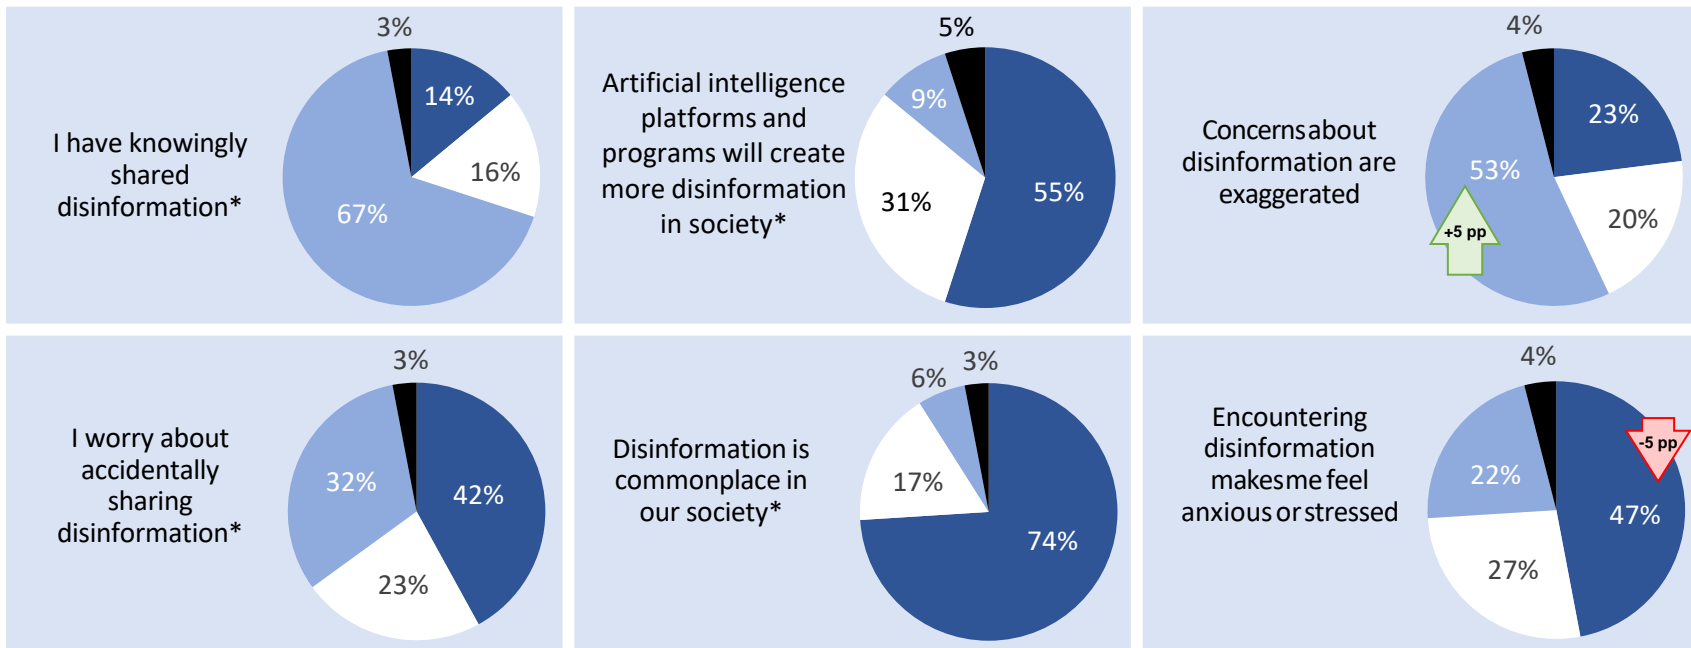 I have knowingly
shared
disinformation*
3%
14%
16%
67%
Artificial intelligence
platforms and
programs will create
more disinformation
in society*
5%
9%
31%
55%
Concerns about
disinformation are
exaggerated
4%
23%
53%
20%
+5 pp
I worry about
accidentally
sharing
disinformation*
3%
32%
42%
23%
Disinformation is
commonplace in
our society*
6%
3%
17%
74%
Encountering
disinformation
makes me feel
anxious or stressed
4%
-5 pp
22%
47%
27%